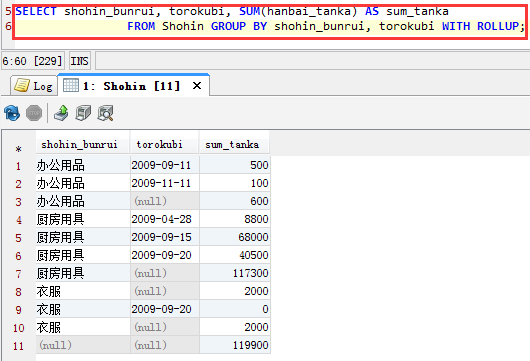 5 SELECT shohin_bunrui, torokubi, SUM(hanbai_tanka) AS sum_tanka
6 FROM Shohin GROUP BY shohin_bunrui, torokubi WITH ROLLUP;
6:60 [229] INS
Log 1: Shohin [11] ×
* shohin_bunrui torokubi sum_tanka
1 办公用品 2009-09-11 500
2 办公用品 2009-11-11 100
3 办公用品 (null) 600
4 厨房用具 2009-04-28 8800
5 厨房用具 2009-09-15 68000
6 厨房用具 2009-09-20 40500
7 厨房用具 (null) 117300
8 衣服 (null) 2000
9 衣服 2009-09-20 0
10 衣服 (null) 2000
11 (null) (null) 119900